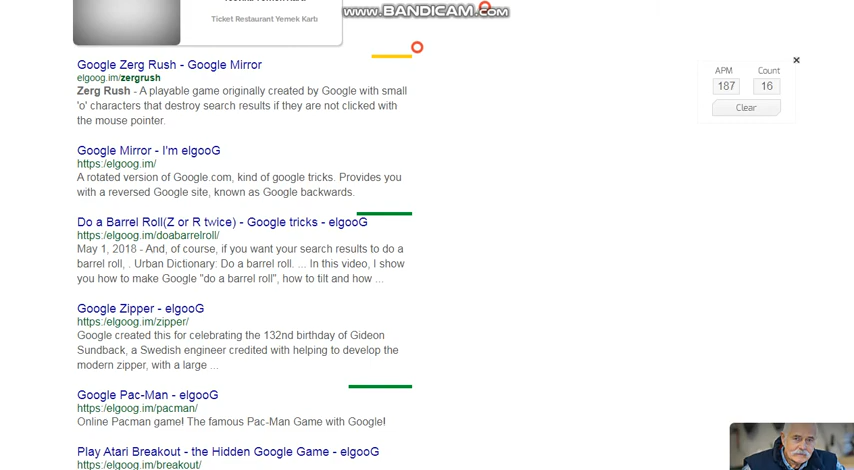 www.BANDICAM.com
Ticket Restaurant Yemek Kartı
Google Zerg Rush - Google Mirror
elgoog.im/zergrush
Zerg Rush - A playable game originally created by Google with small
'o' characters that destroy search results if they are not clicked with
the mouse pointer.
APM Count
187 16
Clear
Google Mirror - I'm elgooG
https:/elgoog.im/
A rotated version of Google.com, kind of google tricks. Provides you
with a reversed Google site, known as Google backwards.
Do a Barrel Roll(Z or R twice) - Google tricks - elgooG
https:/elgoog.im/doabarrelroll/
May 1, 2018 - And, of course, if you want your search results to do a
barrel roll, . Urban Dictionary: Do a barrel roll. ... In this video, I show
you how to make Google "do a barrel roll", how to tilt and how ...
Google Zipper - elgooG
https:/elgoog.im/zipper/
Google created this for celebrating the 132nd birthday of Gideon
Sundback, a Swedish engineer credited with helping to develop the
modern zipper, with a large ...
Google Pac-Man - elgooG
https:/elgoog.im/pacman/
Online Pacman game! The famous Pac-Man Game with Google!
Play Atari Breakout - the Hidden Google Game - elgooG
https:/elgoog.im/breakout/